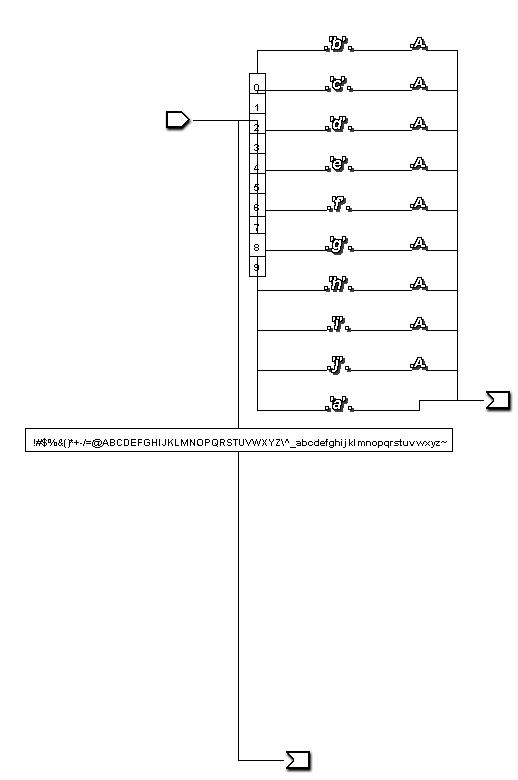 'b' A
0
'c' A
1
2
'd' A
3
4
'e' A
5
6
'f' A
7
8
'g' A
9
'h' A
'i' A
'j' A
'a'
!#$%&()*+-/=@ABCDEFGHIJKLMNOPQRSTUVWXYZ\^_abcdefghijklmnopqrstuvwxyz~